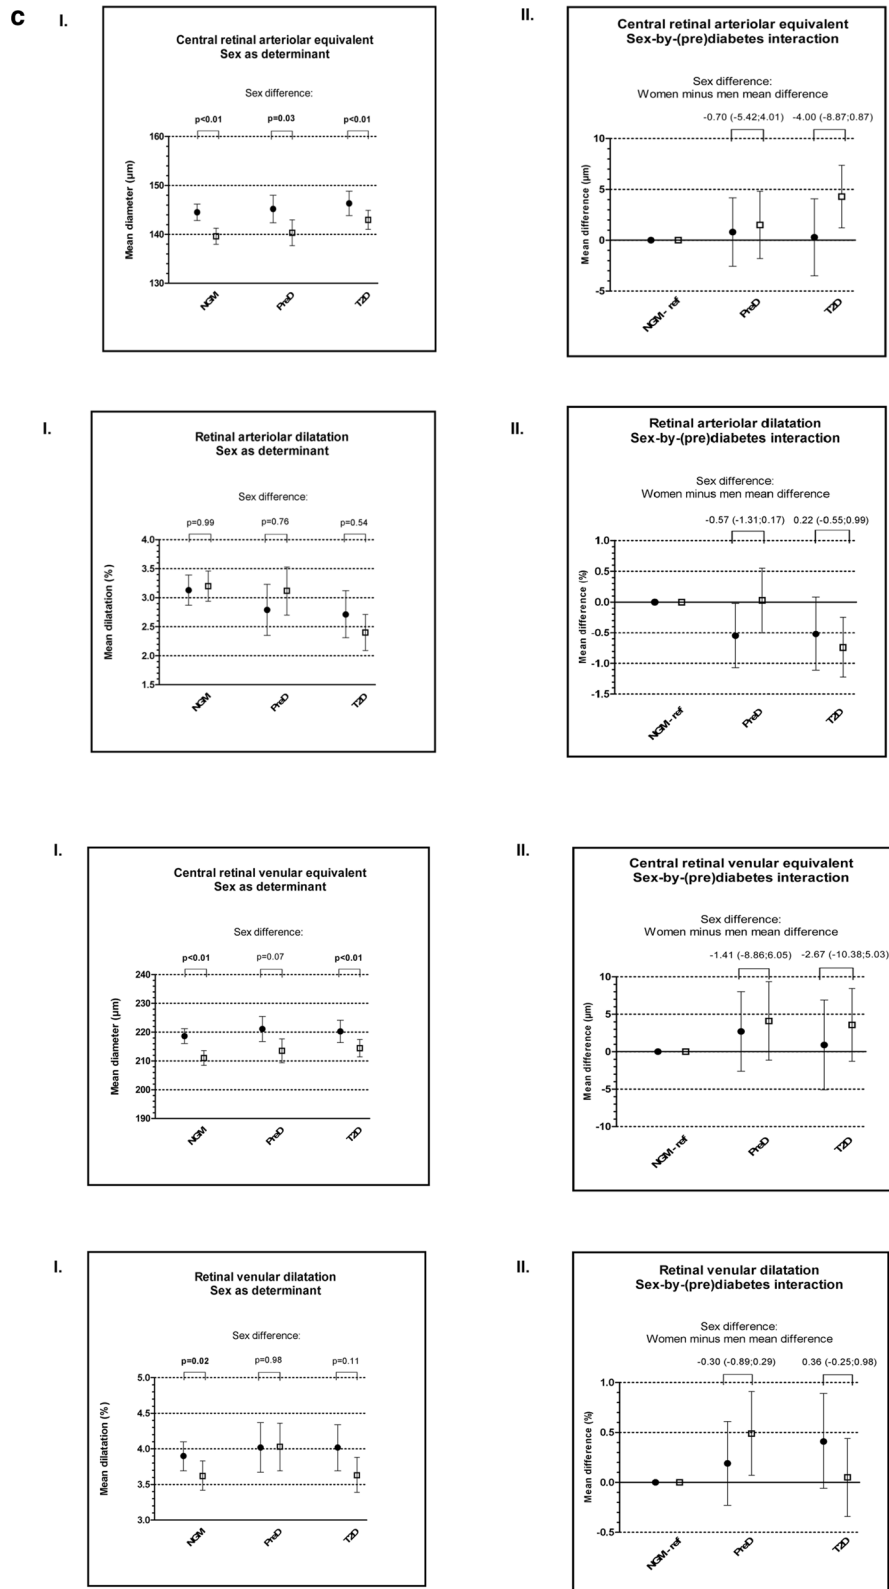 c
I.
Central retinal arteriolar equivalent
Sex as determinant
Sex difference:
p<0.01 p=0.03 p<0.01
Mean diameter (µm)
160
150
140
130
NGM PreD T2D
II.
Central retinal arteriolar equivalent
Sex-by-(pre)diabetes interaction
Sex difference:
Women minus men mean difference
-0.70 (-5.42;4.01) -4.00 (-8.87;0.87)
Mean difference (µm)
10
5
0
-5
NGM- ref PreD T2D
I.
Retinal arteriolar dilatation
Sex as determinant
Sex difference:
p=0.99 p=0.76 p=0.54
Mean dilatation (%)
4.0
3.5
3.0
2.5
2.0
1.5
NGM PreD T2D
II.
Retinal arteriolar dilatation
Sex-by-(pre)diabetes interaction
Sex difference:
Women minus men mean difference
-0.57 (-1.31;0.17) 0.22 (-0.55;0.99)
Mean difference (%)
1.0
0.5
0.0
-0.5
-1.0
-1.5
NGM- ref PreD T2D
I.
Central retinal venular equivalent
Sex as determinant
Sex difference:
p<0.01 p=0.07 p<0.01
Mean diameter (µm)
240
230
220
210
200
190
NGM PreD T2D
II.
Central retinal venular equivalent
Sex-by-(pre)diabetes interaction
Sex difference:
Women minus men mean difference
-1.41 (-8.86;6.05) -2.67 (-10.38;5.03)
Mean difference (µm)
10
5
0
-5
-10
NGM- ref PreD T2D
I.
Retinal venular dilatation
Sex as determinant
Sex difference:
p=0.02 p=0.98 p=0.11
Mean dilatation (%)
5.0
4.5
4.0
3.5
3.0
NGM PreD T2D
II.
Retinal venular dilatation
Sex-by-(pre)diabetes interaction
Sex difference:
Women minus men mean difference
-0.30 (-0.89;0.29) 0.36 (-0.25;0.98)
Mean difference (%)
1.0
0.5
0.0
-0.5
NGM- ref PreD T2D